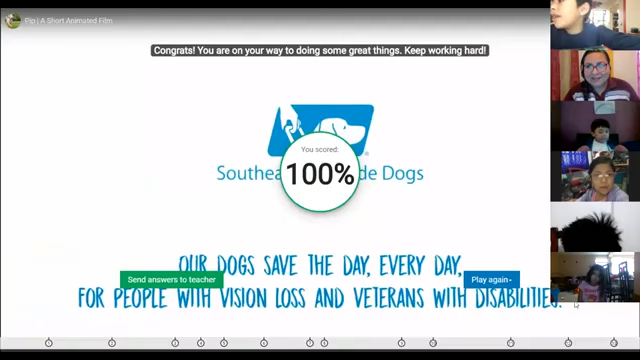 Pip | A Short Animated Film
Congrats! You are on your way to doing some great things. Keep working hard!
You scored:
100%
Southea de Dogs
OUR DOGS SAVE THE DAY, EVERY DAY,
Send answers to teacher
Play again
FOR PEOPLE WITH VISION LOSS AND VETERANS WITH DISABILITIES.